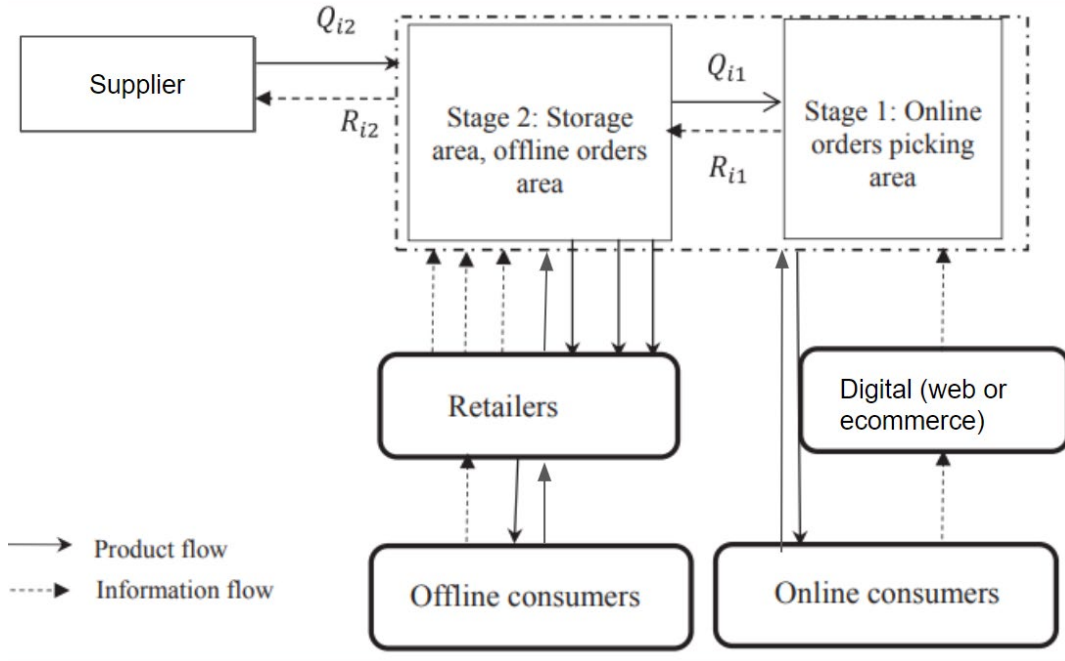 Q_{i2}
Supplier
R_{i2}
Stage 2: Storage
area, offline orders
area
Q_{i1}
R_{i1}
Stage 1: Online
orders picking
area
Retailers
Digital (web or
ecommerce)
Product flow
Information flow
Offline consumers
Online consumers